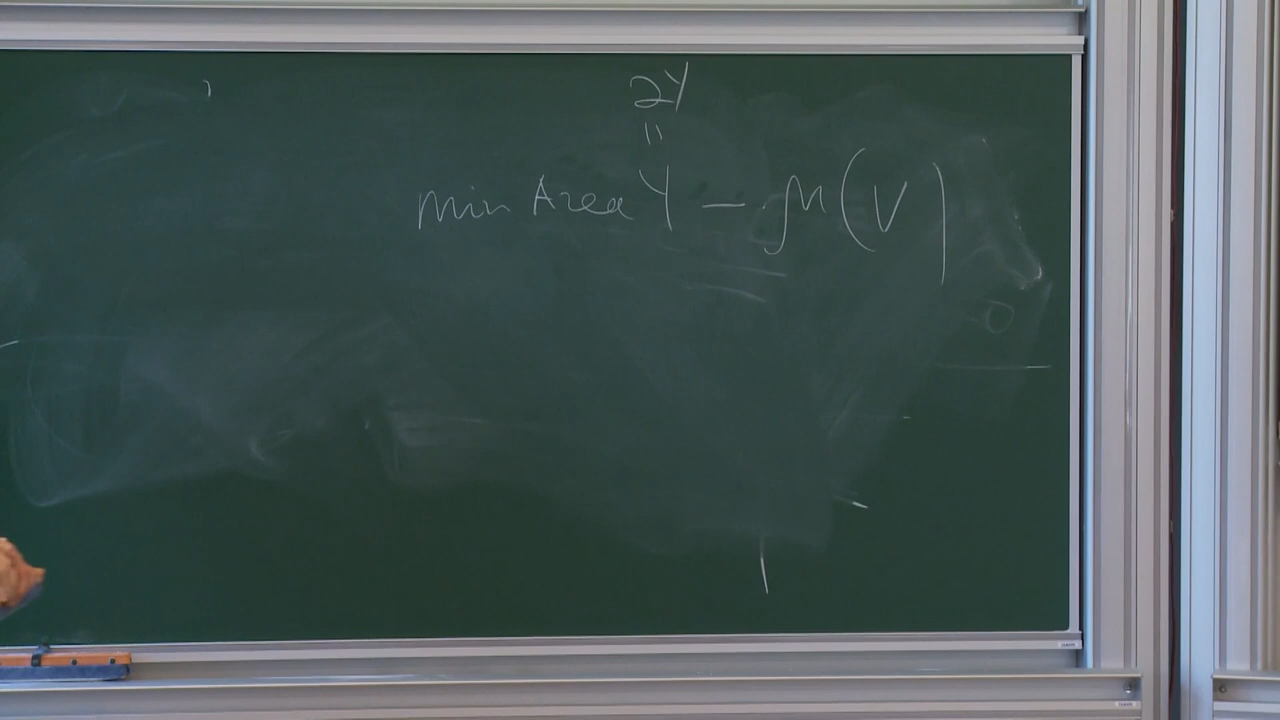 ∂Y
=
min Area Y — μ(V)